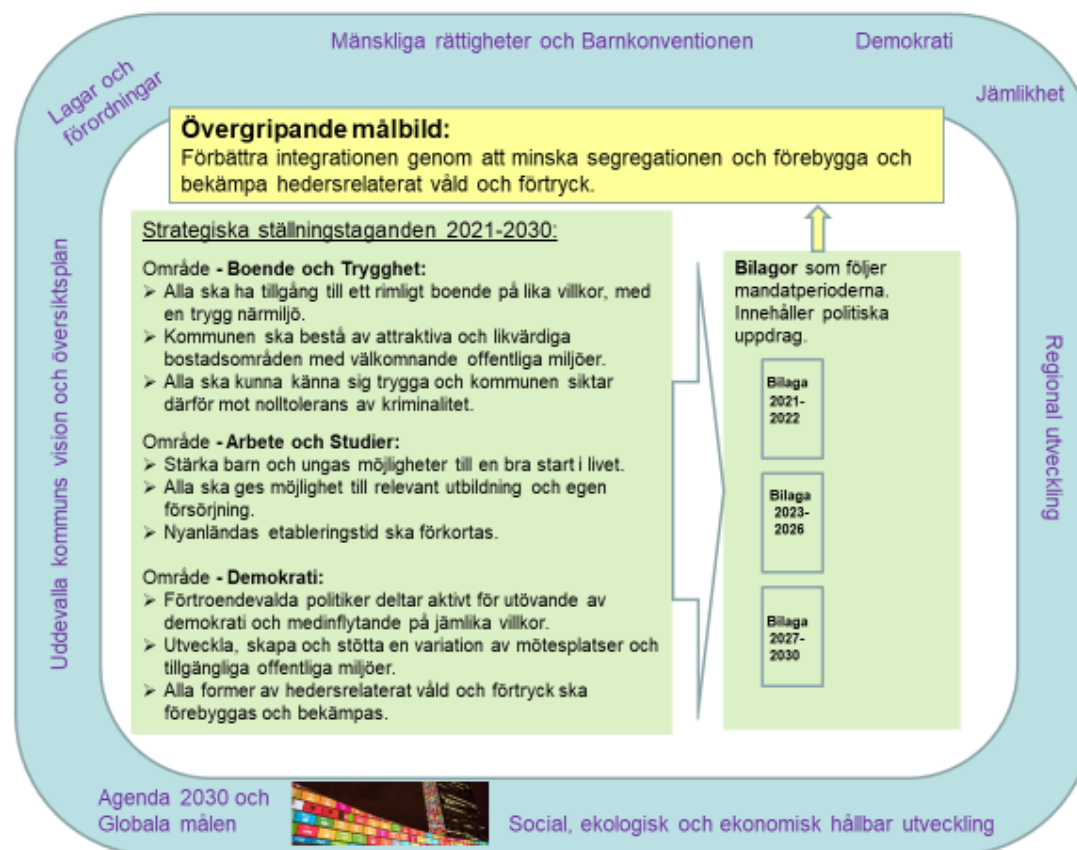 Mänskliga rättigheter och Barnkonventionen
Demokrati
Lagar och
förordningar
Jämlikhet
Övergripande målbild:
Förbättra integrationen genom att minska segregationen och förebygga och
bekämpa hedersrelaterat våld och förtryck.
Strategiska ställningstaganden 2021-2030:
Område - Boende och Trygghet:
➢ Alla ska ha tillgång till ett rimligt boende på lika villkor, med
en trygg närmiljö.
➢ Kommunen ska bestå av attraktiva och likvärdiga
bostadsområden med välkomnande offentliga miljöer.
➢ Alla ska kunna känna sig trygga och kommunen siktar
därför mot nolltolerans av kriminalitet.
Område - Arbete och Studier:
➢ Stärka barn och ungas möjligheter till en bra start i livet.
➢ Alla ska ges möjlighet till relevant utbildning och egen
försörjning.
➢ Nyanländas etableringstid ska förkortas.
Område - Demokrati:
➢ Förtroendevalda politiker deltar aktivt för utövande av
demokrati och medinflytande på jämlika villkor.
➢ Utveckla, skapa och stötta en variation av mötesplatser och
tillgängliga offentliga miljöer.
➢ Alla former av hedersrelaterat våld och förtryck ska
förebyggas och bekämpas.
Bilagor som följer
mandatperioderna.
Innehåller politiska
uppdrag.
Bilaga
2021-
2022
Bilaga
2023-
2026
Bilaga
2027-
2030
Uddevalla kommuns vision och översiktsplan
Regional utveckling
Agenda 2030 och
Globala målen
Social, ekologisk och ekonomisk hållbar utveckling